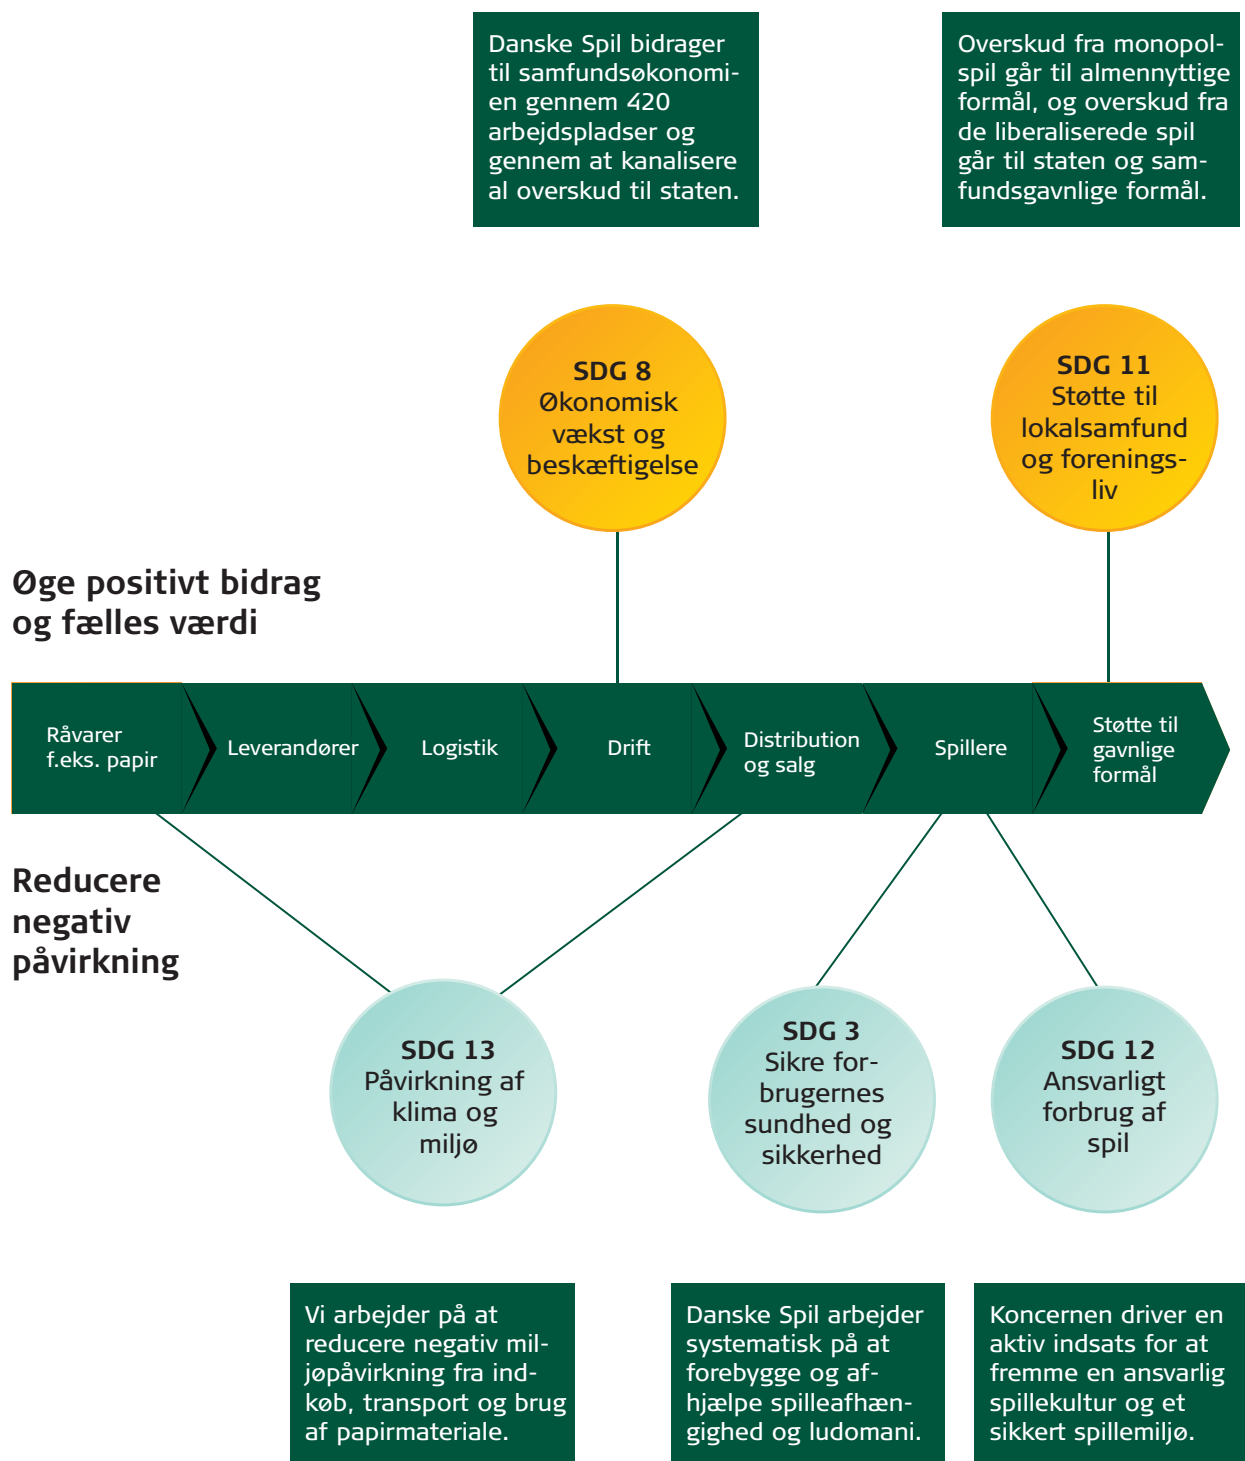 Danske Spil bidrager
til samfundsøkonomi-
en gennem 420
arbejdspladser og
gennem at kanalisere
al overskud til staten.
Overskud fra monopol-
spil går til almennyttige
formål, og overskud fra
de liberaliserede spil
går til staten og sam-
fundsgavnlige formål.
SDG 8
Økonomisk
vækst og
beskæftigelse
SDG 11
Støtte til
lokalsamfund
og forenings-
liv
Øge positivt bidrag
og fælles værdi
Råvarer
f.eks. papir
Leverandører
Logistik
Drift
Distribution
og salg
Spillere
Støtte til
gavnlige
formål
Reducere
negativ
påvirkning
SDG 13
Påvirkning af
klima og
miljø
SDG 3
Sikre for-
brugernes
sundhed og
sikkerhed
SDG 12
Ansvarligt
forbrug af
spil
Vi arbejder på at
reducere negativ mil-
jøpåvirkning fra ind-
køb, transport og brug
af papirmateriale.
Danske Spil arbejder
systematisk på at
forebygge og af-
hjælpe spilleafhæn-
gighed og ludomani.
Koncernen driver en
aktiv indsats for at
fremme en ansvarlig
spillekultur og et
sikkert spillemiljø.